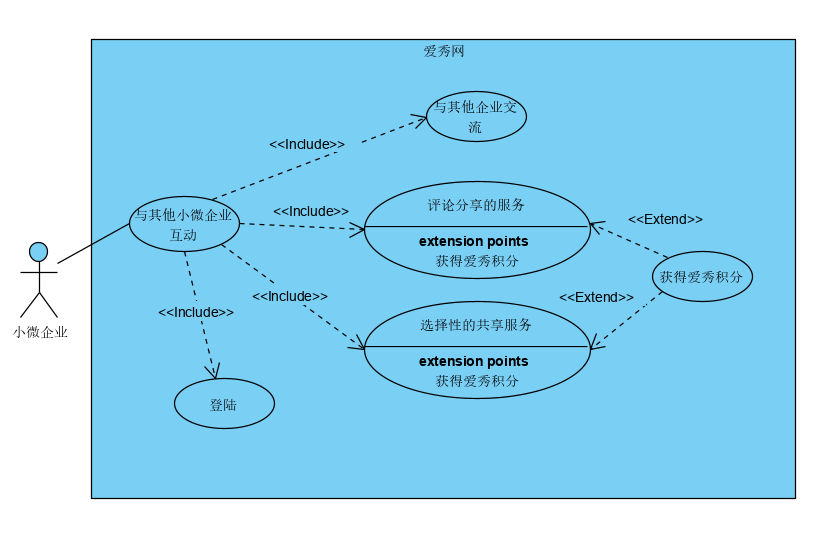 爱秀网
与其他企业交
流
<<Include>>
评论分享的服务
<<Include>>
与其他小微企业
互动
<<Extend>>
extension points
获得爱秀积分
获得爱秀积分
<<Include>>
<<Extend>>
<<Include>>
小微企业
选择性的共享服务
extension points
获得爱秀积分
登陆